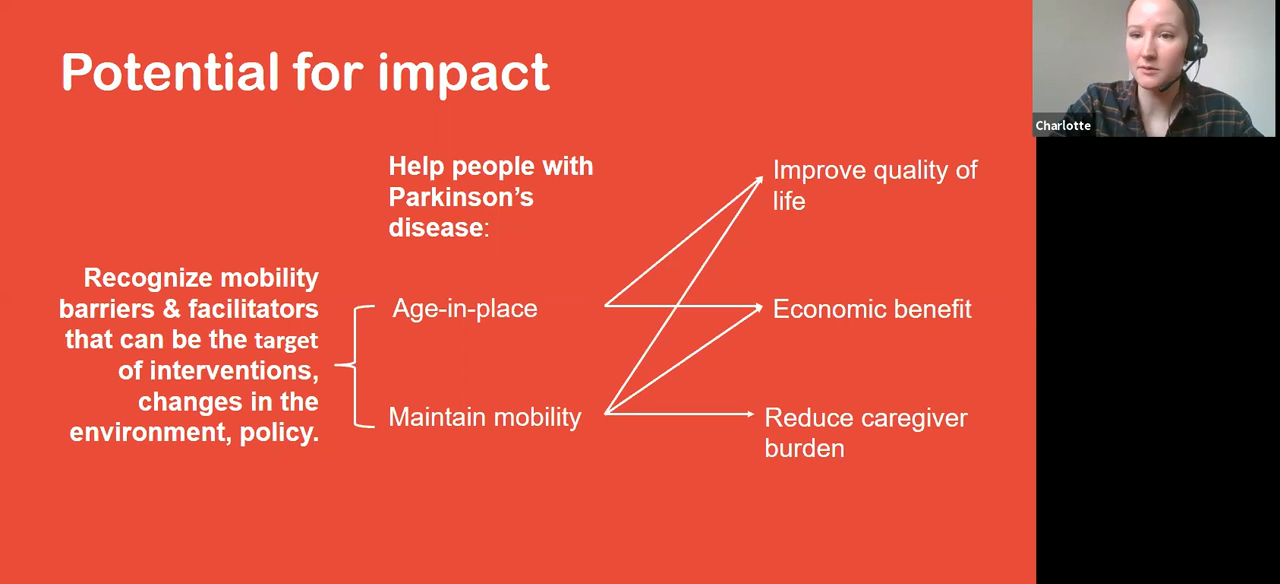 Potential for impact
Charlotte
Help people with
Parkinson's
disease:
Improve quality of
life
Recognize mobility
barriers & facilitators
that can be the target
of interventions,
changes in the
environment, policy.
Age-in-place
Economic benefit
Maintain mobility
Reduce caregiver
burden